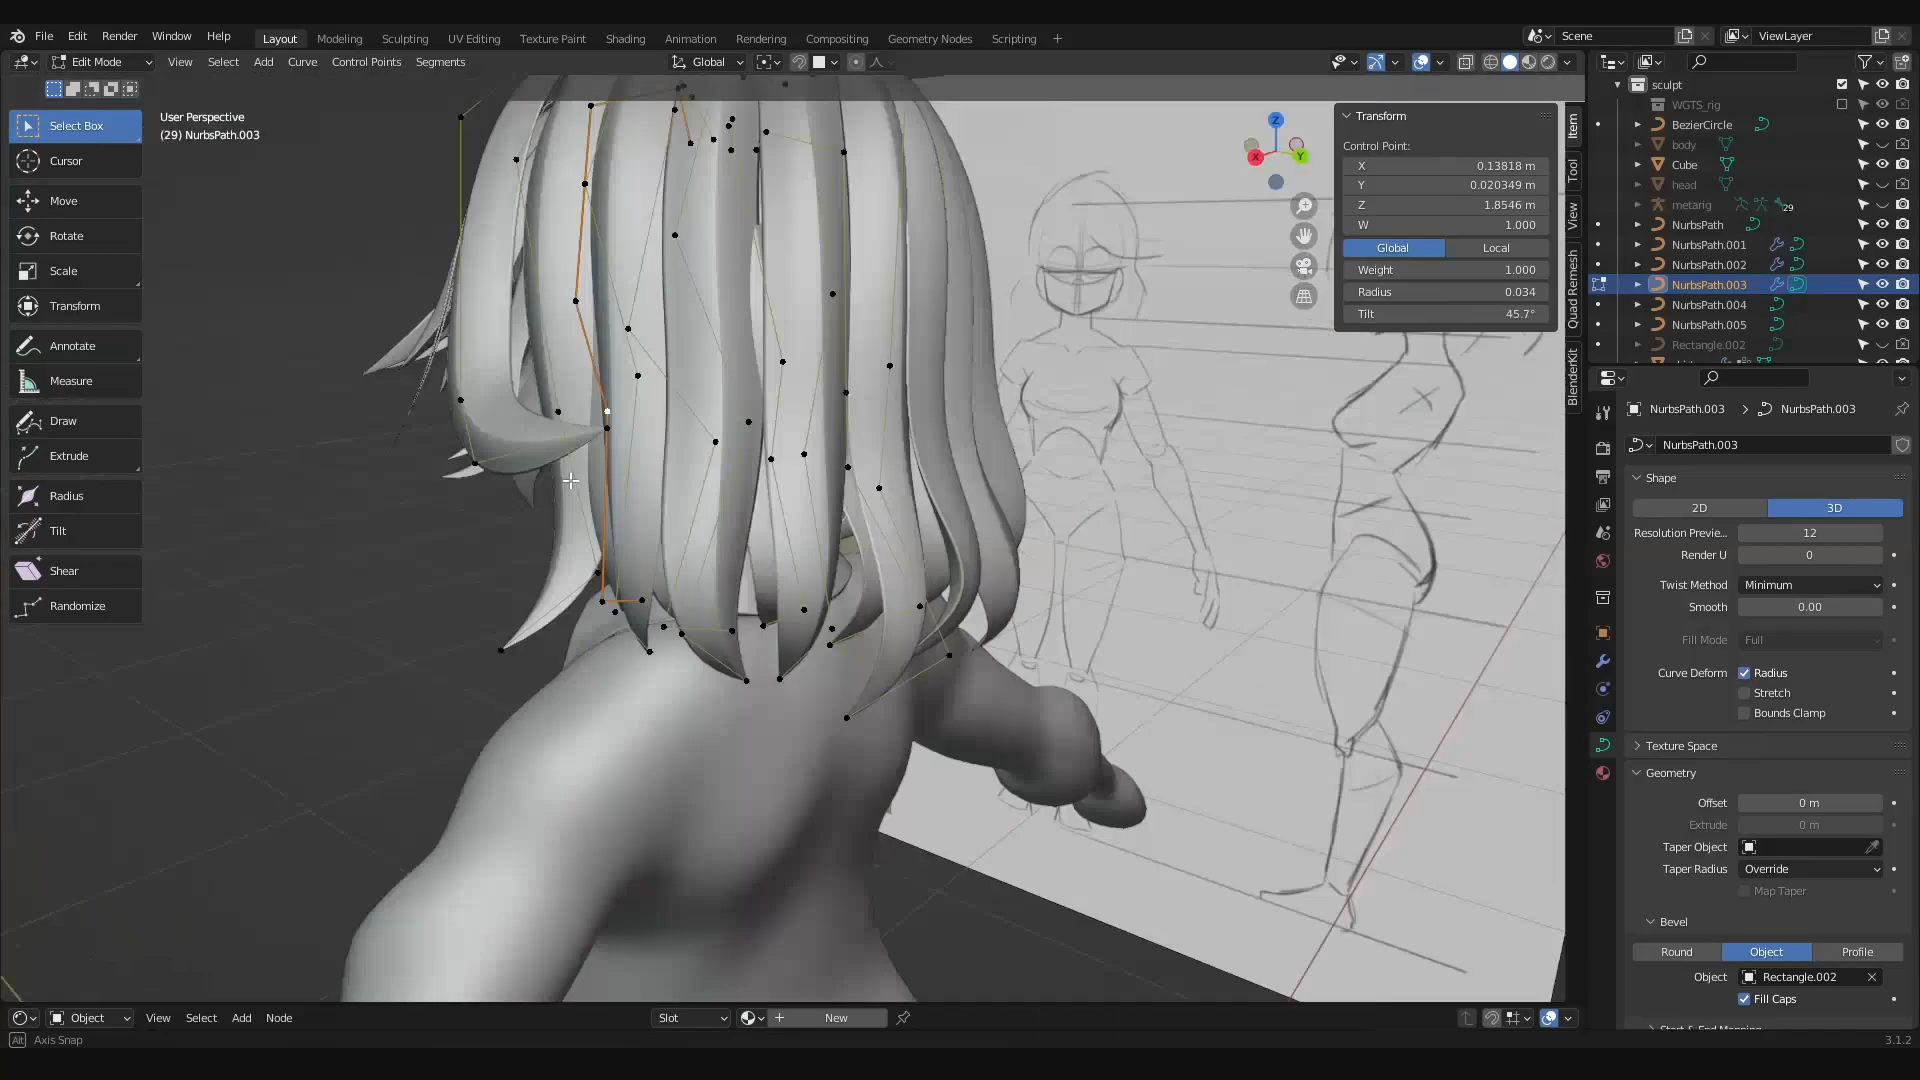 File Edit Render Window Help Layout Modeling Sculpting UV Editing Texture Paint Shading Animation Rendering Compositing Geometry Nodes Scripting + Scene ViewLayer
Edit Mode View Select Add Curve Control Points Segments Global
Select Box
Cursor
Move
Rotate
Scale
Transform
Annotate
Measure
Draw
Extrude
Radius
Tilt
Shear
Randomize
User Perspective
(29) NurbsPath.003
Z
X
Y
Transform
Control Point:
X 0.13818 m
Y 0.020349 m
Z 1.8546 m
W 1.000
Global Local
Weight 1.000
Radius 0.034
Tilt 45.7°
Item
Tool
View
Quad Remesh
BlenderKit
sculpt
WGTS_rig
BezierCircle
body
Cube
head
metarig 29
NurbsPath
NurbsPath.001
NurbsPath.002
NurbsPath.003
NurbsPath.004
NurbsPath.005
Rectangle.002
NurbsPath.003 NurbsPath.003
NurbsPath.003
Shape
2D 3D
Resolution Previe... 12
Render U 0
Twist Method Minimum
Smooth 0.00
Fill Mode Full
Curve Deform Radius
Stretch
Bounds Clamp
Texture Space
Geometry
Offset 0 m
Extrude 0 m
Taper Object
Taper Radius Override
Map Taper
Bevel
Round Object Profile
Object Rectangle.002
Fill Caps
Object View Select Add Node Slot New
Alt Axis Snap 3.1.2